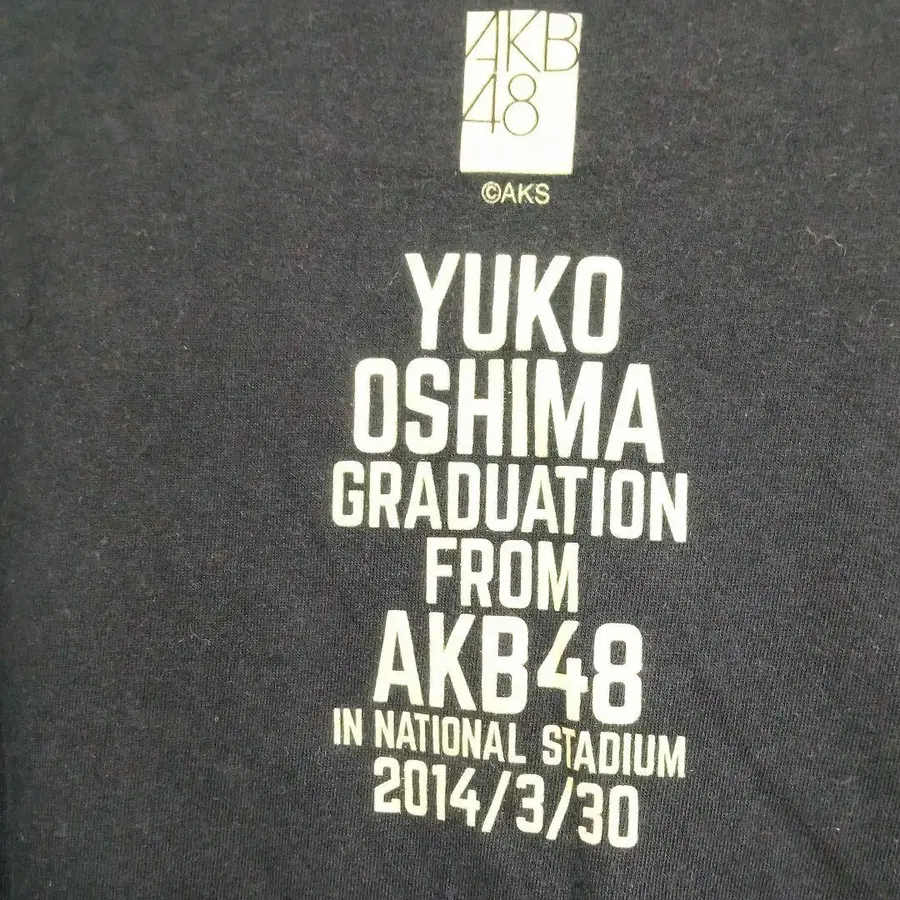 AKB
48
©AKS
YUKO
OSHIMA
GRADUATION
FROM
AKB48
IN NATIONAL STADIUM
2014/3/30